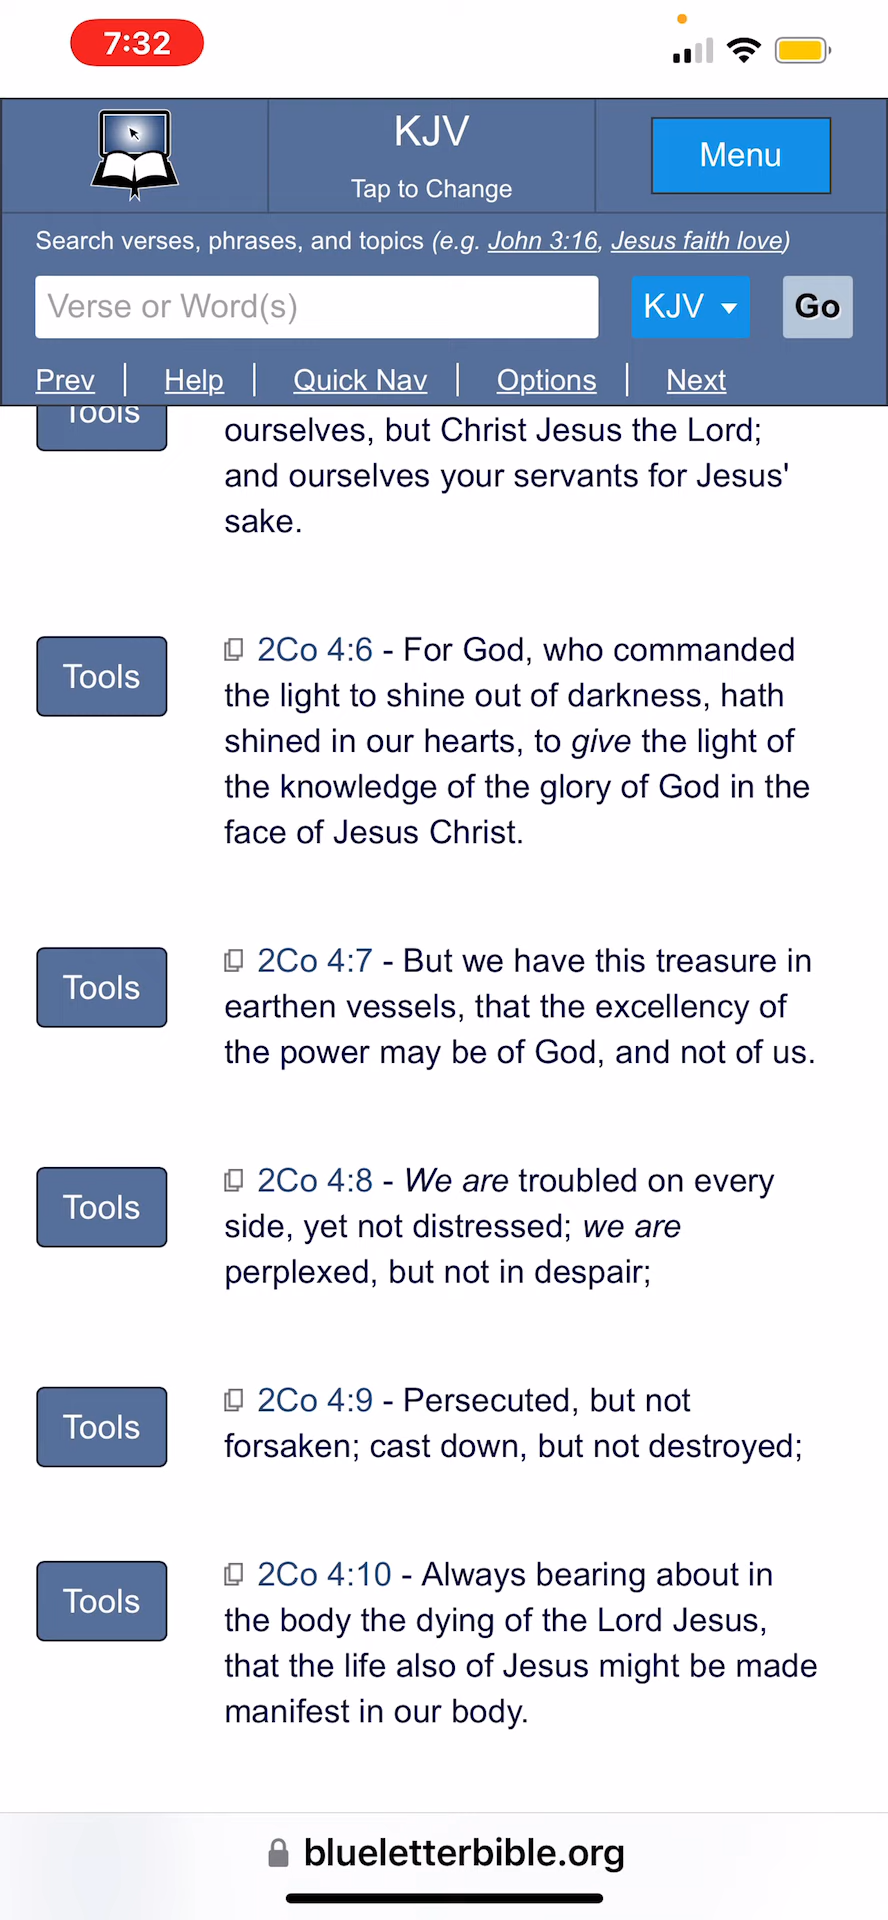 7:32
KJV
Tap to Change
Menu
Search verses, phrases, and topics (e.g. John 3:16, Jesus faith love)
Verse or Word(s)
KJV
Go
Prev | Help | Quick Nav | Options | Next
Tools
ourselves, but Christ Jesus the Lord;
and ourselves your servants for Jesus'
sake.
Tools
2Co 4:6 - For God, who commanded
the light to shine out of darkness, hath
shined in our hearts, to give the light of
the knowledge of the glory of God in the
face of Jesus Christ.
Tools
2Co 4:7 - But we have this treasure in
earthen vessels, that the excellency of
the power may be of God, and not of us.
Tools
2Co 4:8 - We are troubled on every
side, yet not distressed; we are
perplexed, but not in despair;
Tools
2Co 4:9 - Persecuted, but not
forsaken; cast down, but not destroyed;
Tools
2Co 4:10 - Always bearing about in
the body the dying of the Lord Jesus,
that the life also of Jesus might be made
manifest in our body.
blueletterbible.org